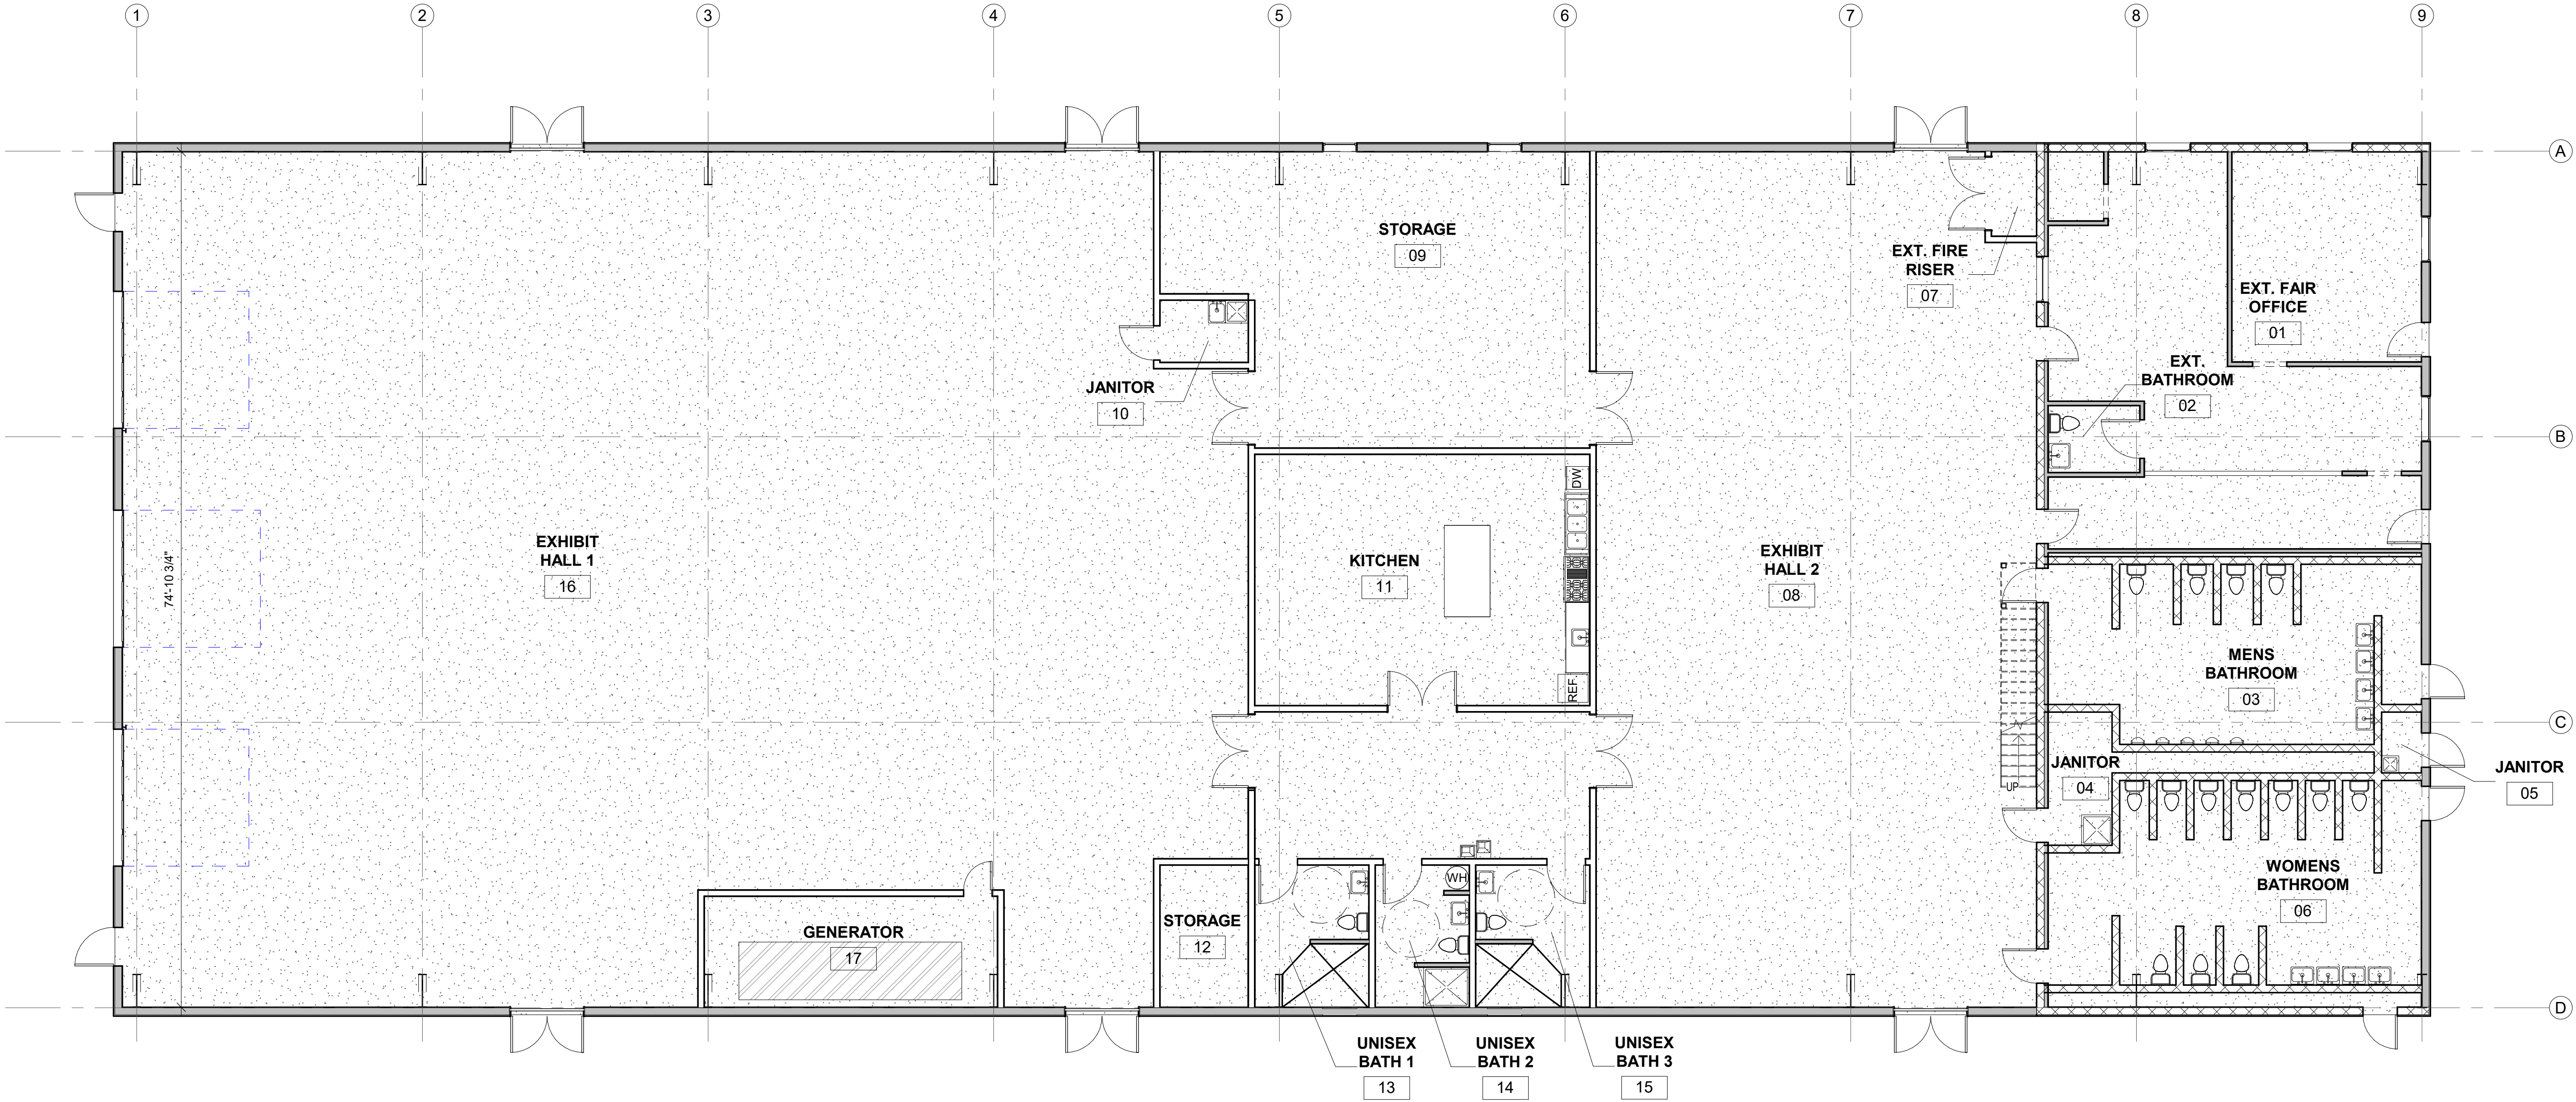 1 2 3 4 5 6 7 8 9
A
STORAGE
09
EXT. FIRE
RISER
07
EXT. FAIR
OFFICE
01
EXT.
BATHROOM
02
JANITOR
10
B
DW
EXHIBIT
HALL 1
16
74'- 10 3/4"
KITCHEN
11
EXHIBIT
HALL 2
08
MENS
BATHROOM
03
REF.
C
JANITOR
04
UP
JANITOR
05
WOMENS
BATHROOM
06
WH
GENERATOR
17
STORAGE
12
D
UNISEX
BATH 1
13
UNISEX
BATH 2
14
UNISEX
BATH 3
15